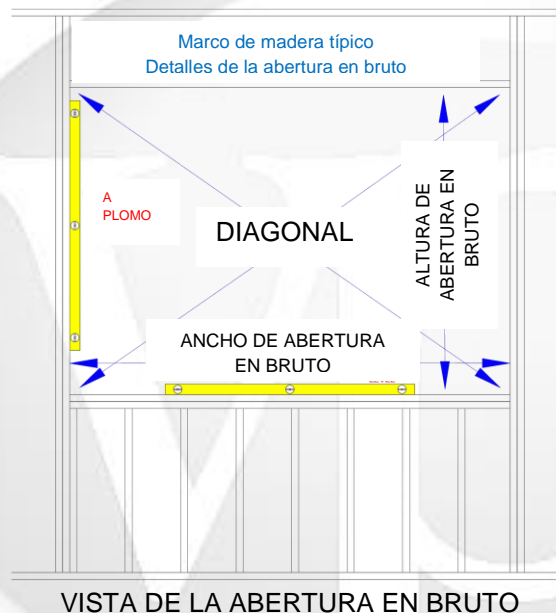 Marco de madera típico
Detalles de la abertura en bruto
A
PLOMO
DIAGONAL
ALTURA DE
ABERTURA EN
BRUTO
ANCHO DE ABERTURA
EN BRUTO
VISTA DE LA ABERTURA EN BRUTO